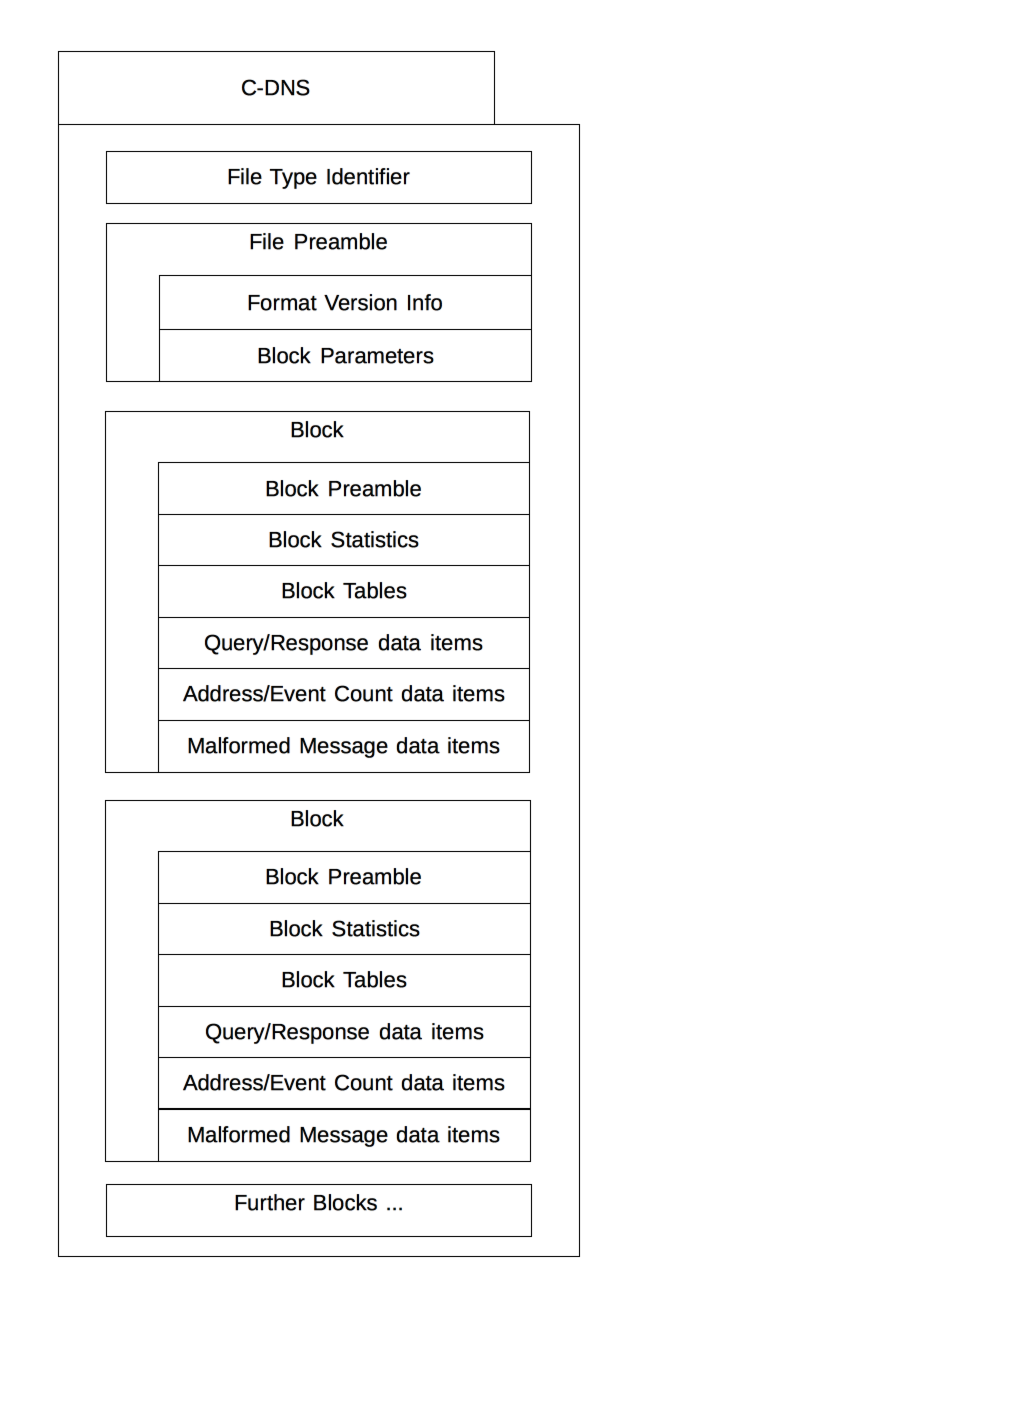 C-DNS
File Type Identifier
File Preamble
Format Version Info
Block Parameters
Block
Block Preamble
Block Statistics
Block Tables
Query/Response data items
Address/Event Count data items
Malformed Message data items
Block
Block Preamble
Block Statistics
Block Tables
Query/Response data items
Address/Event Count data items
Malformed Message data items
Further Blocks ...